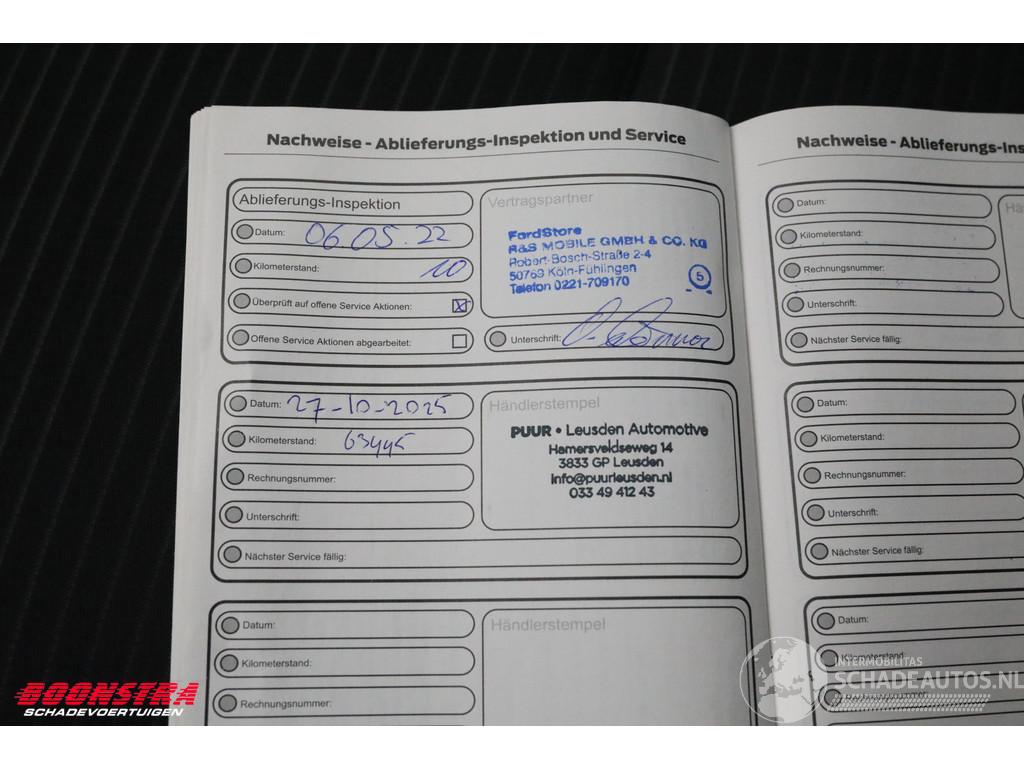 Nachweise - Ablieferungs-Inspektion und Service
Ablieferungs-Inspektion
Datum: 06.05.22
Kilometerstand: 10
Überprüft auf offene Service Aktionen: X
Offene Service Aktionen abgearbeitet:
Vertragspartner
FordStore
R&S MOBILE GMBH & CO. KG
Robert-Bosch-Straße 2-4
50769 Köln-Fühlingen
Telefon 0221-709170
5
Unterschrift:
Datum: 27-10-2025
Kilometerstand: 63445
Rechnungsnummer:
Unterschrift:
Nächster Service fällig:
Händlerstempel
PUUR • Leusden Automotive
Hamersveldseweg 14
3833 GP Leusden
info@puurleusden.nl
033 49 412 43
Datum:
Kilometerstand:
Rechnungsnummer:
Händlerstempel
Nachweise - Ablieferungs-Ins
Datum:
Kilometerstand:
Rechnungsnummer:
Unterschrift:
Nächster Service fällig:
Hä
Datum:
Kilometerstand:
Rechnungsnummer:
Unterschrift:
Nächster Service fällig:
Datum:
Kilometerstand:
Rechnungsnummer:
BOONSTRA
SCHADEVOERTUIGEN
INTERMOBILITAS
SCHADEAUTOS.NL